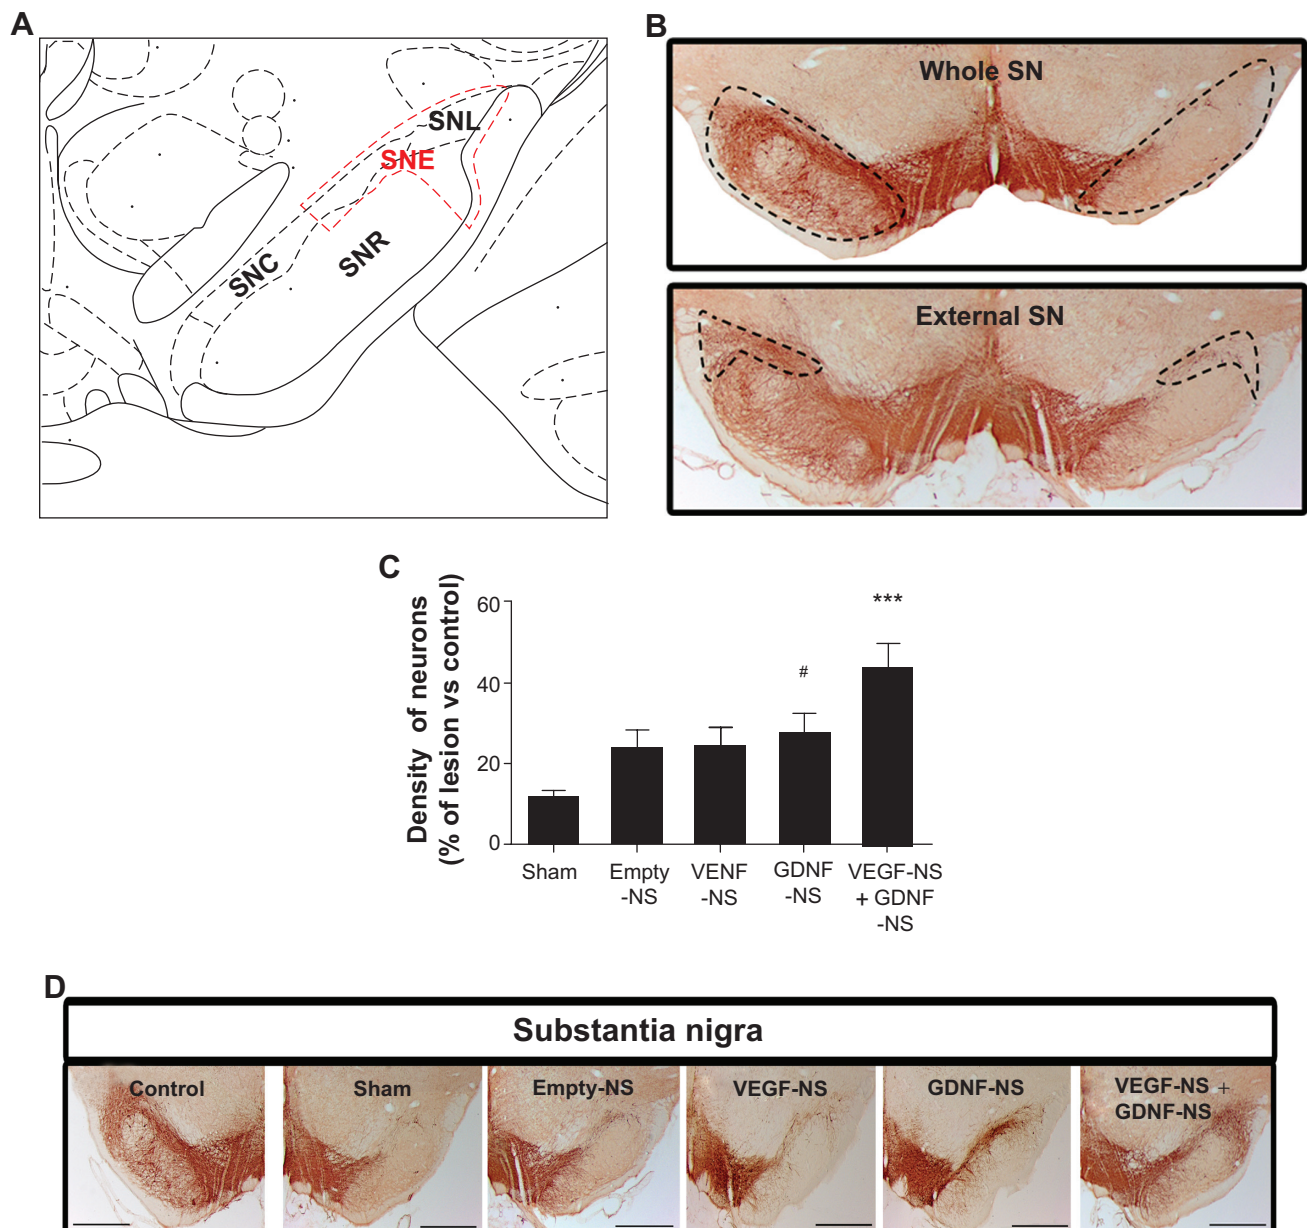 A
SNL
SNE
SNR
SNC
B
Whole SN
External SN
C
Density of neurons
(% of lesion vs control)
60
40
20
0
#
***
Sham
Empty
-NS
VENF
-NS
GDNF
-NS
VEGF-NS
+ GDNF
-NS
D
Substantia nigra
Control
Sham
Empty-NS
VEGF-NS
GDNF-NS
VEGF-NS +
GDNF-NS